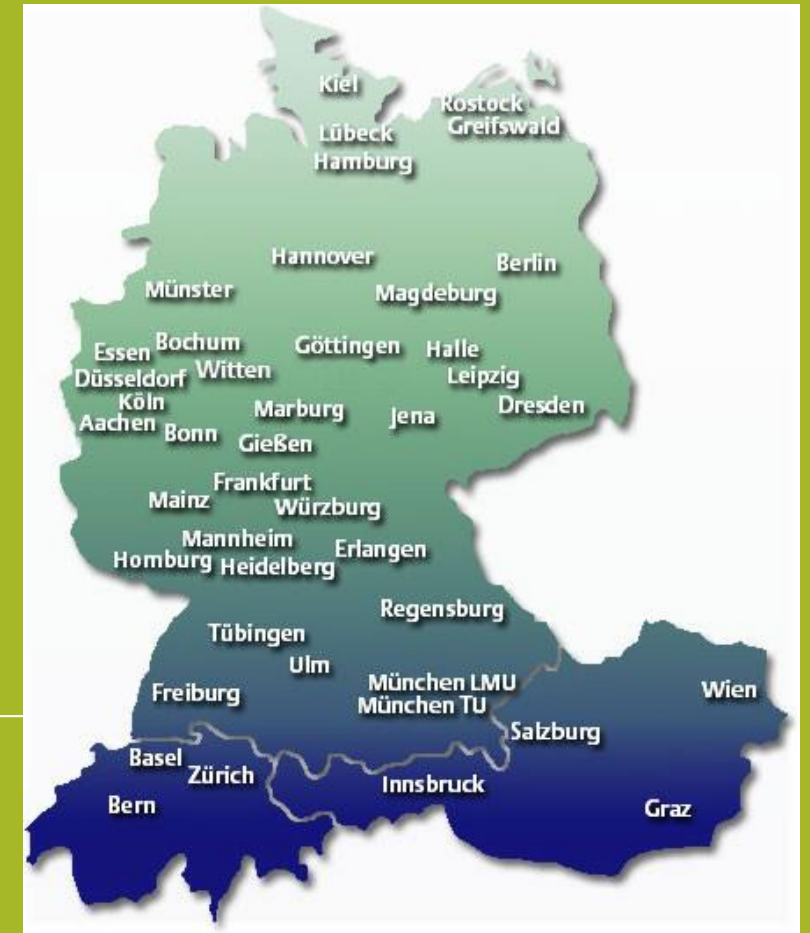 Kiel
Rostock
Greifswald
Lübeck
Hamburg
Hannover
Berlin
Münster
Magdeburg
Bochum
Essen
Göttingen
Halle
Witten
Düsseldorf
Leipzig
Köln
Marburg
Jena
Dresden
Aachen
Bonn
Gießen
Frankfurt
Mainz
Würzburg
Mannheim
Erlangen
Homburg
Heidelberg
Regensburg
Tübingen
Ulm
München LMU
Freiburg
München TU
Wien
Salzburg
Basel
Zürich
Innsbruck
Bern
Graz